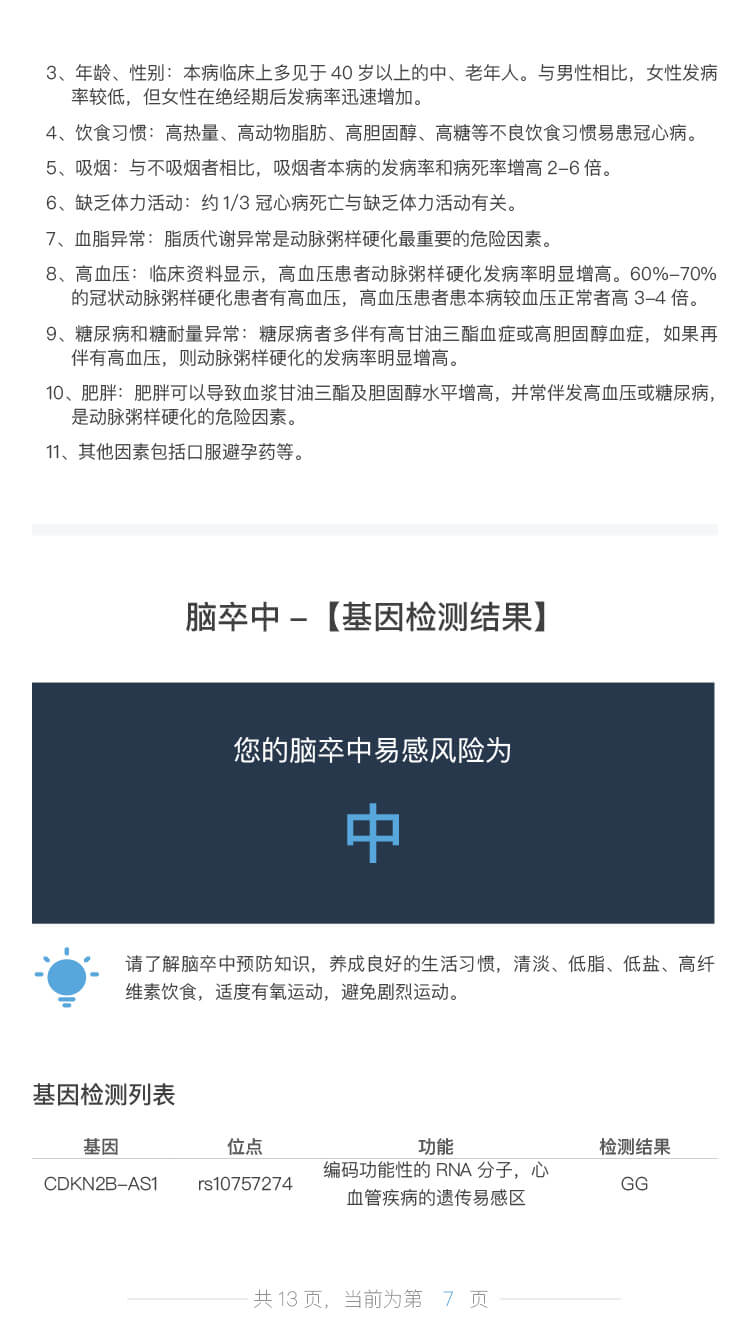 3、年龄、性别：本病临床上多见于 40 岁以上的中、老年人。与男性相比，女性发病
率较低，但女性在绝经期后发病率迅速增加。
4、饮食习惯：高热量、高动物脂肪、高胆固醇、高糖等不良饮食习惯易患冠心病。
5、吸烟：与不吸烟者相比，吸烟者本病的发病率和病死率增高 2–6 倍。
6、缺乏体力活动：约 1/3 冠心病死亡与缺乏体力活动有关。
7、血脂异常：脂质代谢异常是动脉粥样硬化最重要的危险因素。
8、高血压：临床资料显示，高血压患者动脉粥样硬化发病率明显增高。60%–70%
的冠状动脉粥样硬化患者有高血压，高血压患者患本病较血压正常者高 3–4 倍。
9、糖尿病和糖耐量异常：糖尿病者多伴有高甘油三酯血症或高胆固醇血症，如果再
伴有高血压，则动脉粥样硬化的发病率明显增高。
10、肥胖：肥胖可以导致血浆甘油三酯及胆固醇水平增高，并常伴发高血压或糖尿病，
是动脉粥样硬化的危险因素。
11、其他因素包括口服避孕药等。
脑卒中 –【基因检测结果】
您的脑卒中易感风险为
中
请了解脑卒中预防知识，养成良好的生活习惯，清淡、低脂、低盐、高纤
维素饮食，适度有氧运动，避免剧烈运动。
基因检测列表
基因 位点 功能 检测结果
CDKN2B–AS1 rs10757274 编码功能性的 RNA 分子，心 GG
血管疾病的遗传易感区
共 13 页，当前为第 7 页